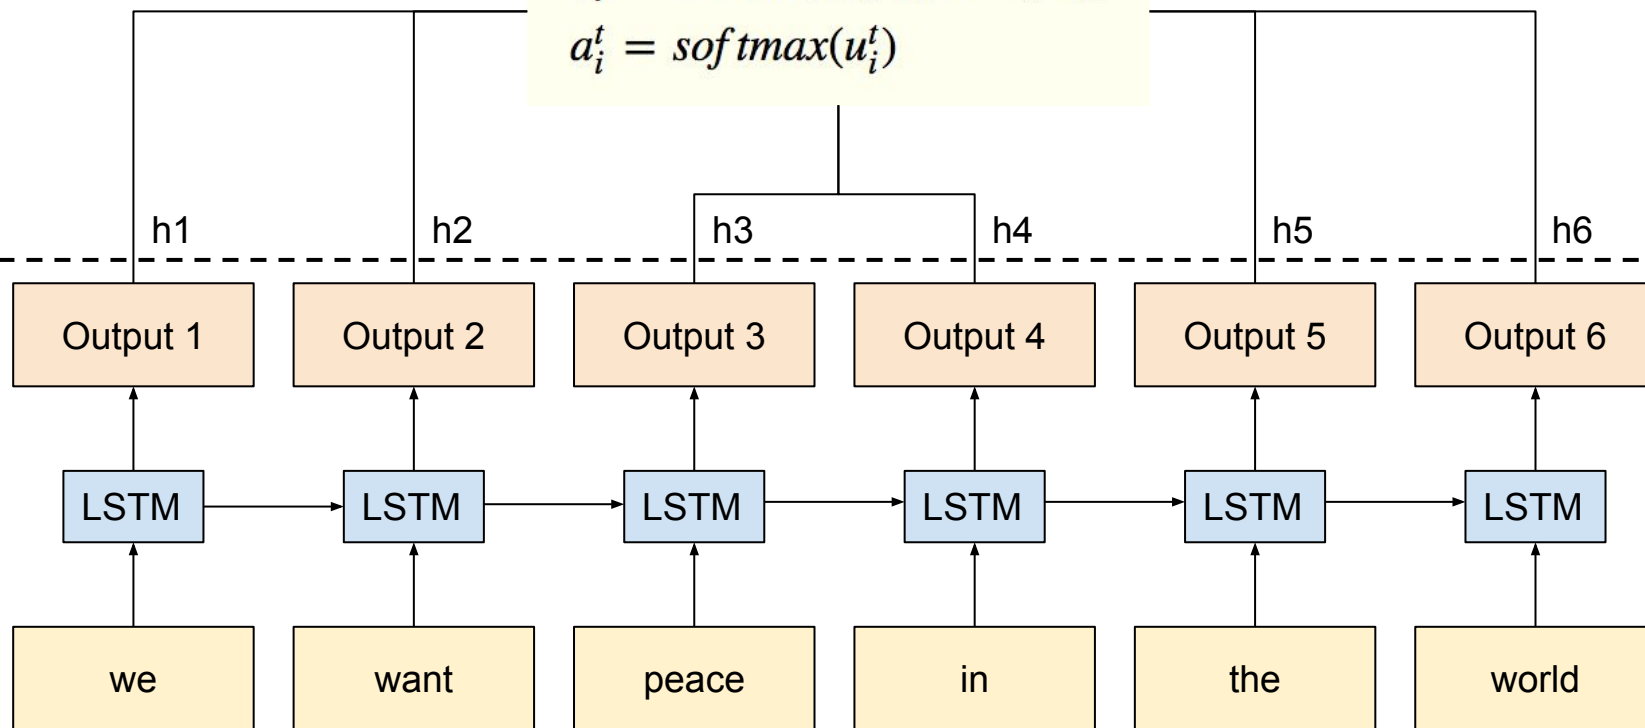 a_i^t = softmax(u_i^t)
h1 h2 h3 h4 h5 h6
Output 1 Output 2 Output 3 Output 4 Output 5 Output 6
LSTM LSTM LSTM LSTM LSTM LSTM
we want peace in the world